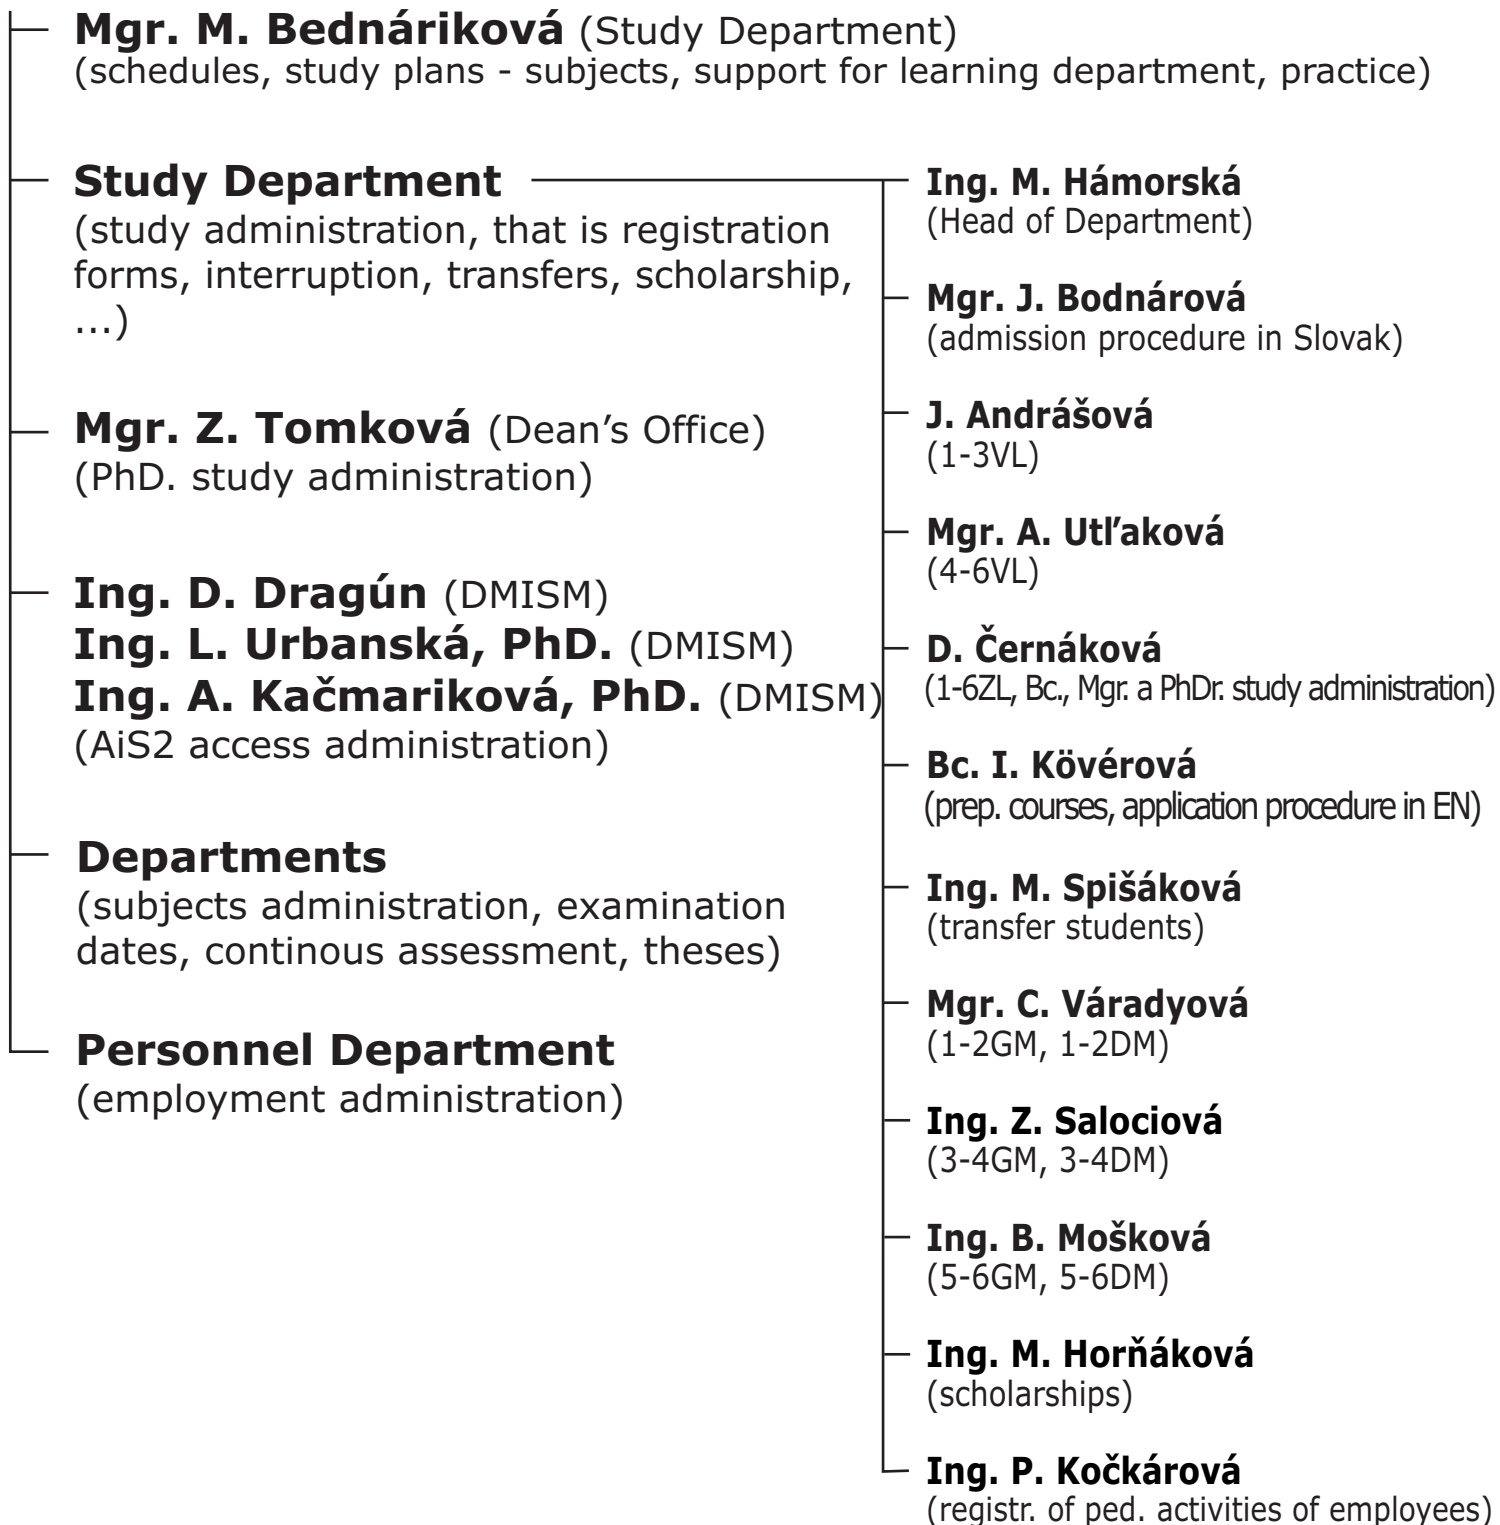 Mgr. M. Bednáriková (Study Department)
(schedules, study plans - subjects, support for learning department, practice)
Study Department
(study administration, that is registration
forms, interruption, transfers, scholarship,
...)
Mgr. Z. Tomková (Dean's Office)
(PhD. study administration)
Ing. D. Dragún (DMISM)
Ing. L. Urbanská, PhD. (DMISM)
Ing. A. Kačmariková, PhD. (DMISM)
(AiS2 access administration)
Departments
(subjects administration, examination
dates, continous assessment, theses)
Personnel Department
(employment administration)
Ing. M. Hámorská
(Head of Department)
Mgr. J. Bodnárová
(admission procedure in Slovak)
J. Andrášová
(1-3VL)
Mgr. A. Utľaková
(4-6VL)
D. Černáková
(1-6ZL, Bc., Mgr. a PhDr. study administration)
Bc. I. Kövérová
(prep. courses, application procedure in EN)
Ing. M. Spišáková
(transfer students)
Mgr. C. Váradyová
(1-2GM, 1-2DM)
Ing. Z. Salociová
(3-4GM, 3-4DM)
Ing. B. Mošková
(5-6GM, 5-6DM)
Ing. M. Horňáková
(scholarships)
Ing. P. Kočkárová
(registr. of ped. activities of employees)